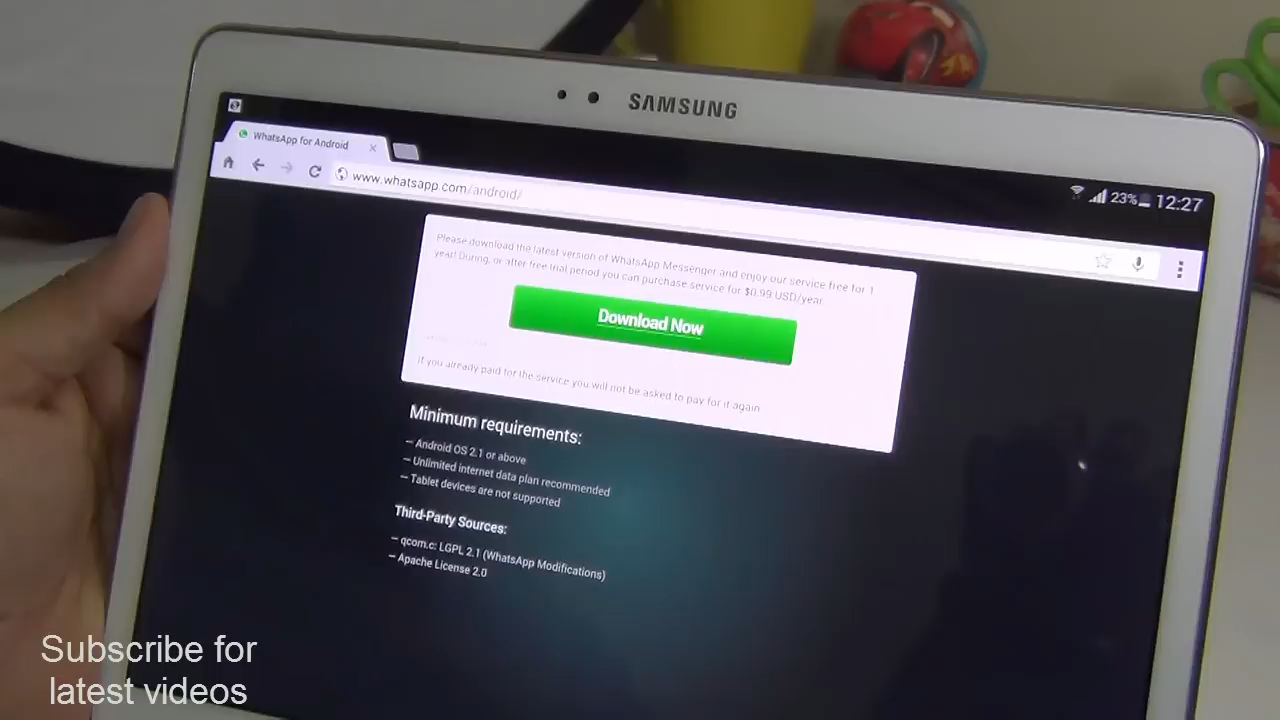 SAMSUNG
WhatsApp for Android
www.whatsapp.com/android/
23% 12:27
Please download the latest version of WhatsApp Messenger and enjoy our service free for 1
year! During, or after free trial period you can purchase service for $0.99 USD/year.
Download Now
If you already paid for the service you will not be asked to pay for it again
Minimum requirements:
– Android OS 2.1 or above
– Unlimited internet data plan recommended
– Tablet devices are not supported
Third-Party Sources:
– qcom.c: LGPL 2.1 (WhatsApp Modifications)
– Apache License 2.0
Subscribe for
latest videos